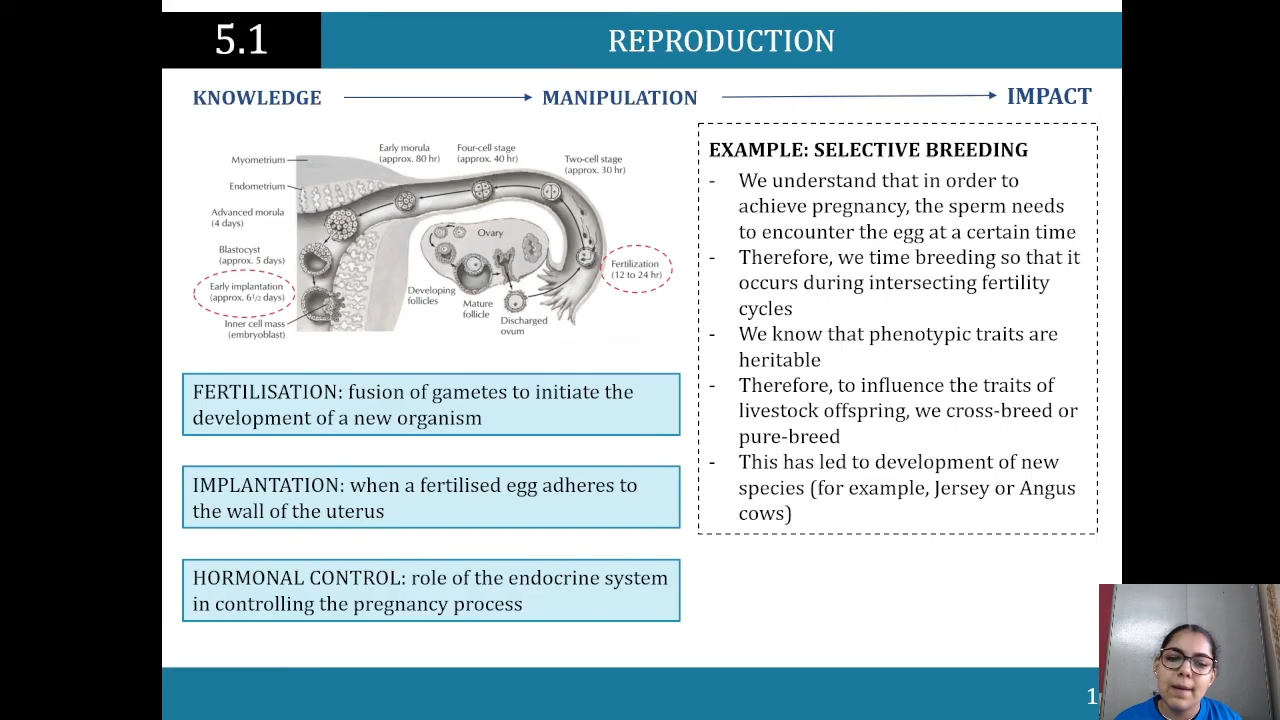 5.1
REPRODUCTION
KNOWLEDGE
MANIPULATION
IMPACT
Myometrium
Endometrium
Advanced morula
(4 days)
Blastocyst
(approx. 5 days)
Early implantation
(approx. 6 1/2 days)
Inner cell mass
(embryoblast)
Early morula
(approx. 80 hr)
Four-cell stage
(approx. 40 hr)
Two-cell stage
(approx. 30 hr)
Ovary
Fertilization
(12 to 24 hr)
Developing
follicles
Mature
follicle
Discharged
ovum
FERTILISATION: fusion of gametes to initiate the
development of a new organism
IMPLANTATION: when a fertilised egg adheres to
the wall of the uterus
HORMONAL CONTROL: role of the endocrine system
in controlling the pregnancy process
EXAMPLE: SELECTIVE BREEDING
- We understand that in order to
achieve pregnancy, the sperm needs
to encounter the egg at a certain time
- Therefore, we time breeding so that it
occurs during intersecting fertility
cycles
- We know that phenotypic traits are
heritable
- Therefore, to influence the traits of
livestock offspring, we cross-breed or
pure-breed
- This has led to development of new
species (for example, Jersey or Angus
cows)